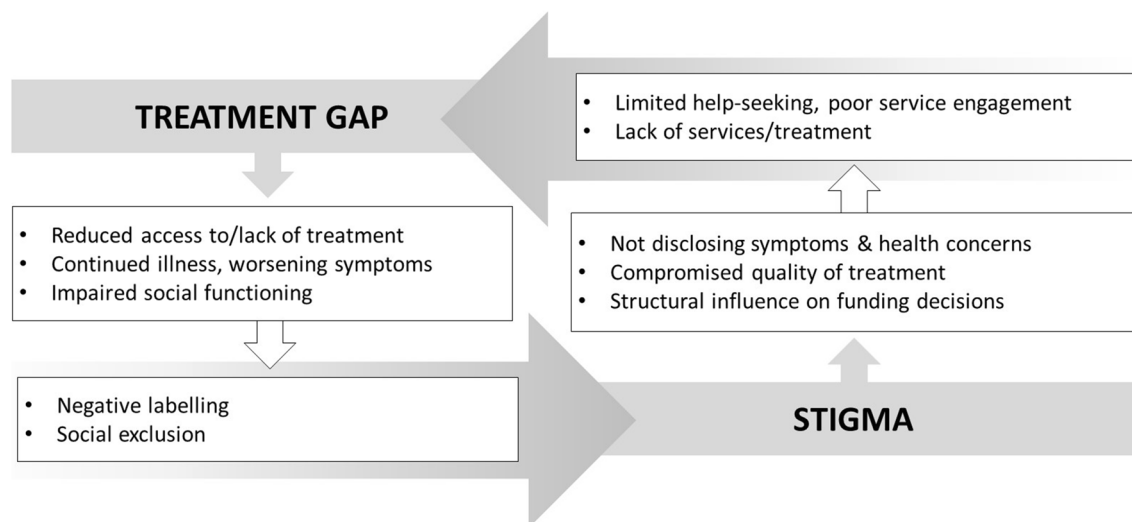 TREATMENT GAP
• Limited help-seeking, poor service engagement
• Lack of services/treatment
• Reduced access to/lack of treatment
• Continued illness, worsening symptoms
• Impaired social functioning
• Not disclosing symptoms & health concerns
• Compromised quality of treatment
• Structural influence on funding decisions
• Negative labelling
• Social exclusion
STIGMA